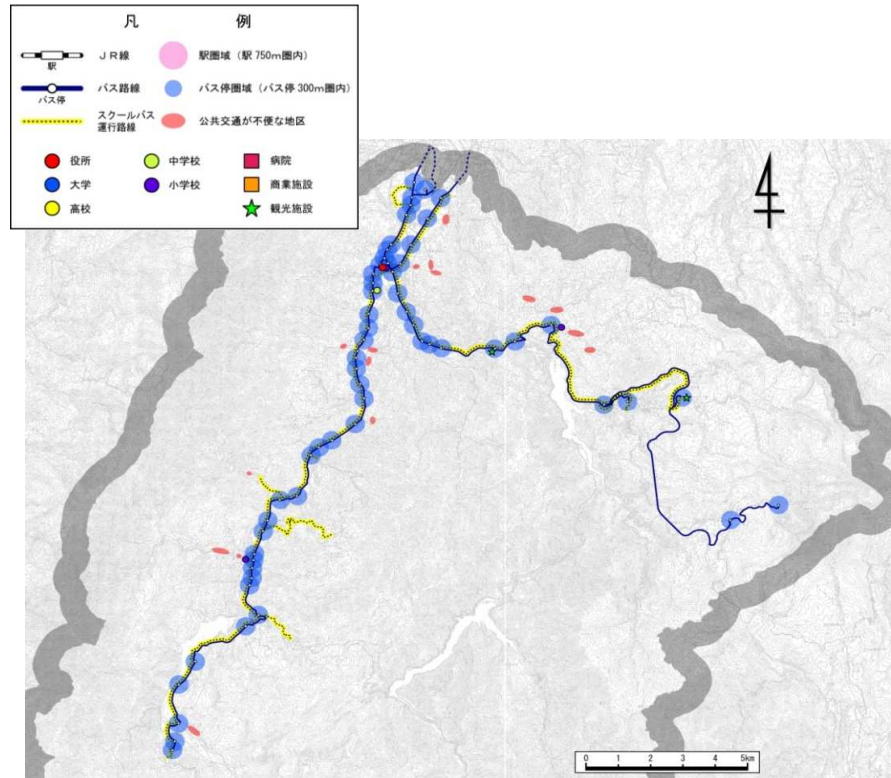 凡 例
駅
ＪＲ線
駅圏域（駅 750ｍ圏内）
バス停
バス路線
バス停圏域（バス停 300ｍ圏内）
スクールバス
運行路線
公共交通が不便な地区
役所
中学校
病院
大学
小学校
商業施設
高校
観光施設
0 1 2 3 4 5km